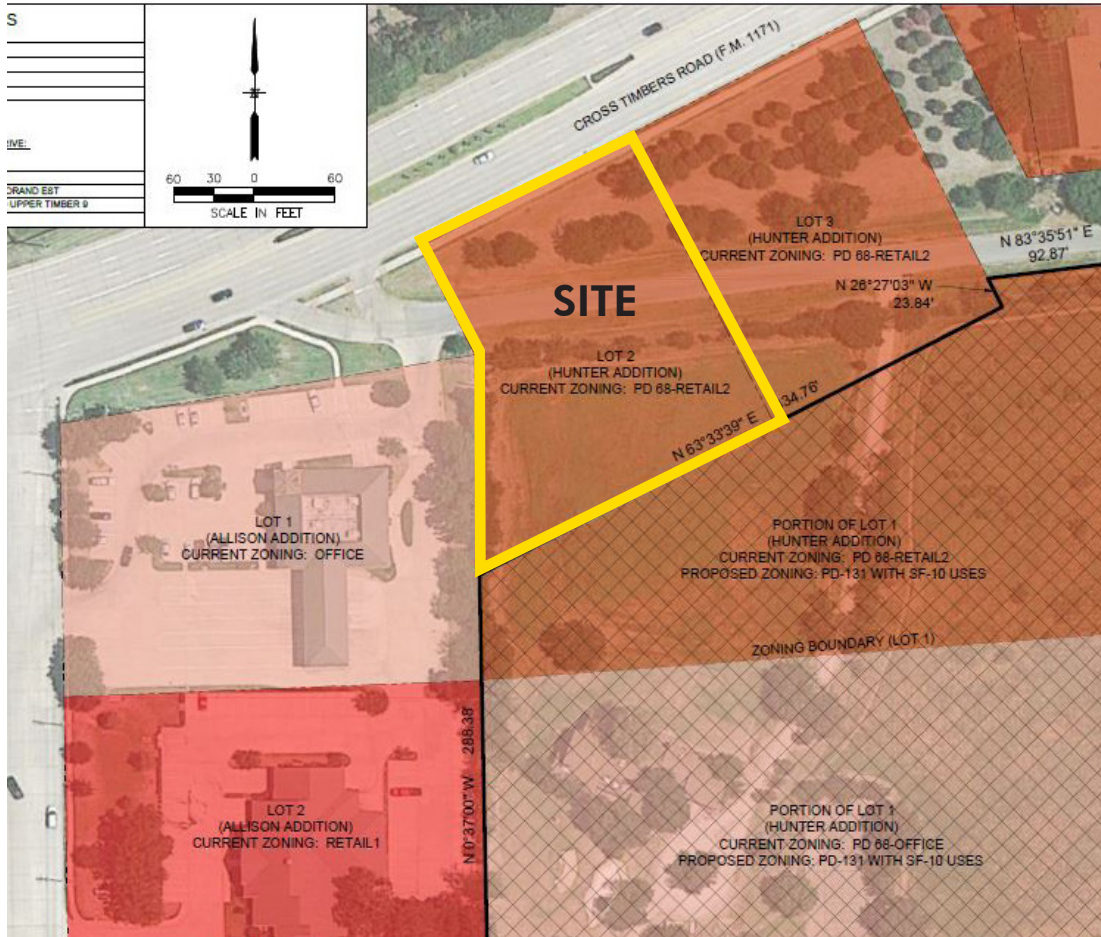 S
IVE:
ORAND EST
UPPER TIMBER 9
N
60 30 0 60
SCALE IN FEET
CROSS TIMBERS ROAD (F.M. 1171)
LOT 3
(HUNTER ADDITION)
CURRENT ZONING: PD 68-RETAIL2
N 83°35'51" E
92.87'
N 26°27'03" W
23.84'
SITE
LOT 2
(HUNTER ADDITION)
CURRENT ZONING: PD 68-RETAIL2
N 63°33'39" E
34.76'
LOT 1
(ALLISON ADDITION)
CURRENT ZONING: OFFICE
PORTION OF LOT 1
(HUNTER ADDITION)
CURRENT ZONING: PD 68-RETAIL2
PROPOSED ZONING: PD-131 WITH SF-10 USES
ZONING BOUNDARY (LOT 1)
N 0°37'00" W 288.38'
LOT 2
(ALLISON ADDITION)
CURRENT ZONING: RETAIL1
PORTION OF LOT 1
(HUNTER ADDITION)
CURRENT ZONING: PD 68-OFFICE
PROPOSED ZONING: PD-131 WITH SF-10 USES